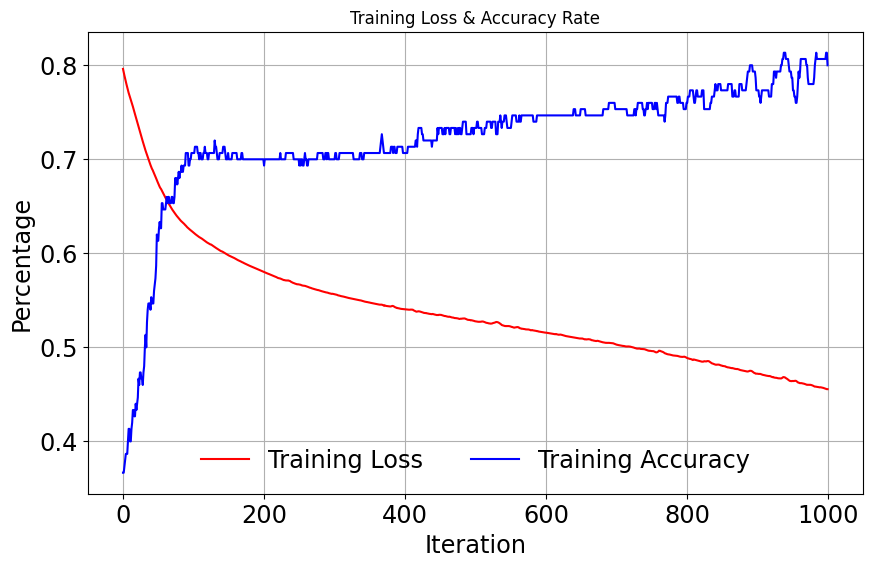 Training Loss & Accuracy Rate
Percentage
0.8
0.7
0.6
0.5
0.4
Training Loss
Training Accuracy
0
200
400
600
800
1000
Iteration